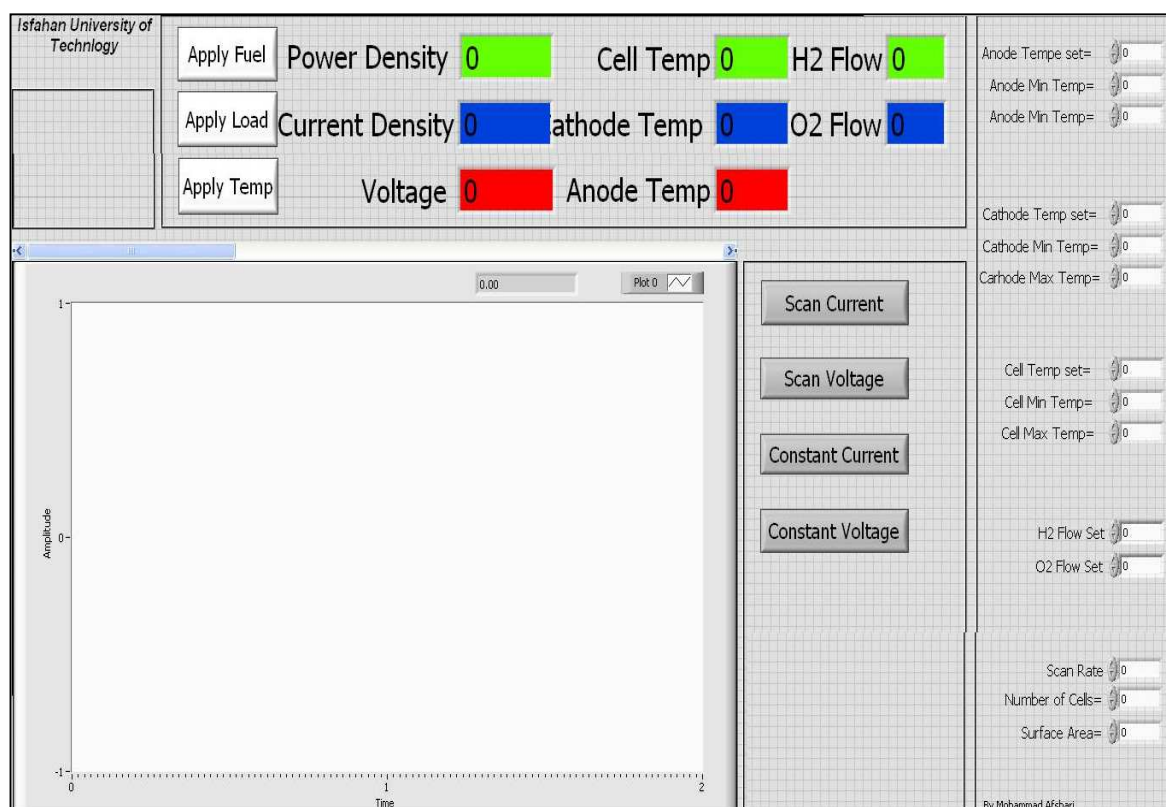 Isfahan University of
Technlogy
Apply Fuel Power Density 0 Cell Temp 0 H2 Flow 0
Apply Load Current Density 0 athode Temp 0 O2 Flow 0
Apply Temp Voltage 0 Anode Temp 0
Anode Tempe set= 0
Anode Min Temp= 0
Anode Min Temp= 0
Cathode Temp set= 0
Cathode Min Temp= 0
Carhode Max Temp= 0
Cell Temp set= 0
Cell Min Temp= 0
Cell Max Temp= 0
H2 Flow Set 0
O2 Flow Set 0
Scan Rate 0
Number of Cells= 0
Surface Area= 0
By Mohammad Afshari
0.00 Plot 0
1
Amplitude
0
-1
0 1 2
Time
Scan Current
Scan Voltage
Constant Current
Constant Voltage